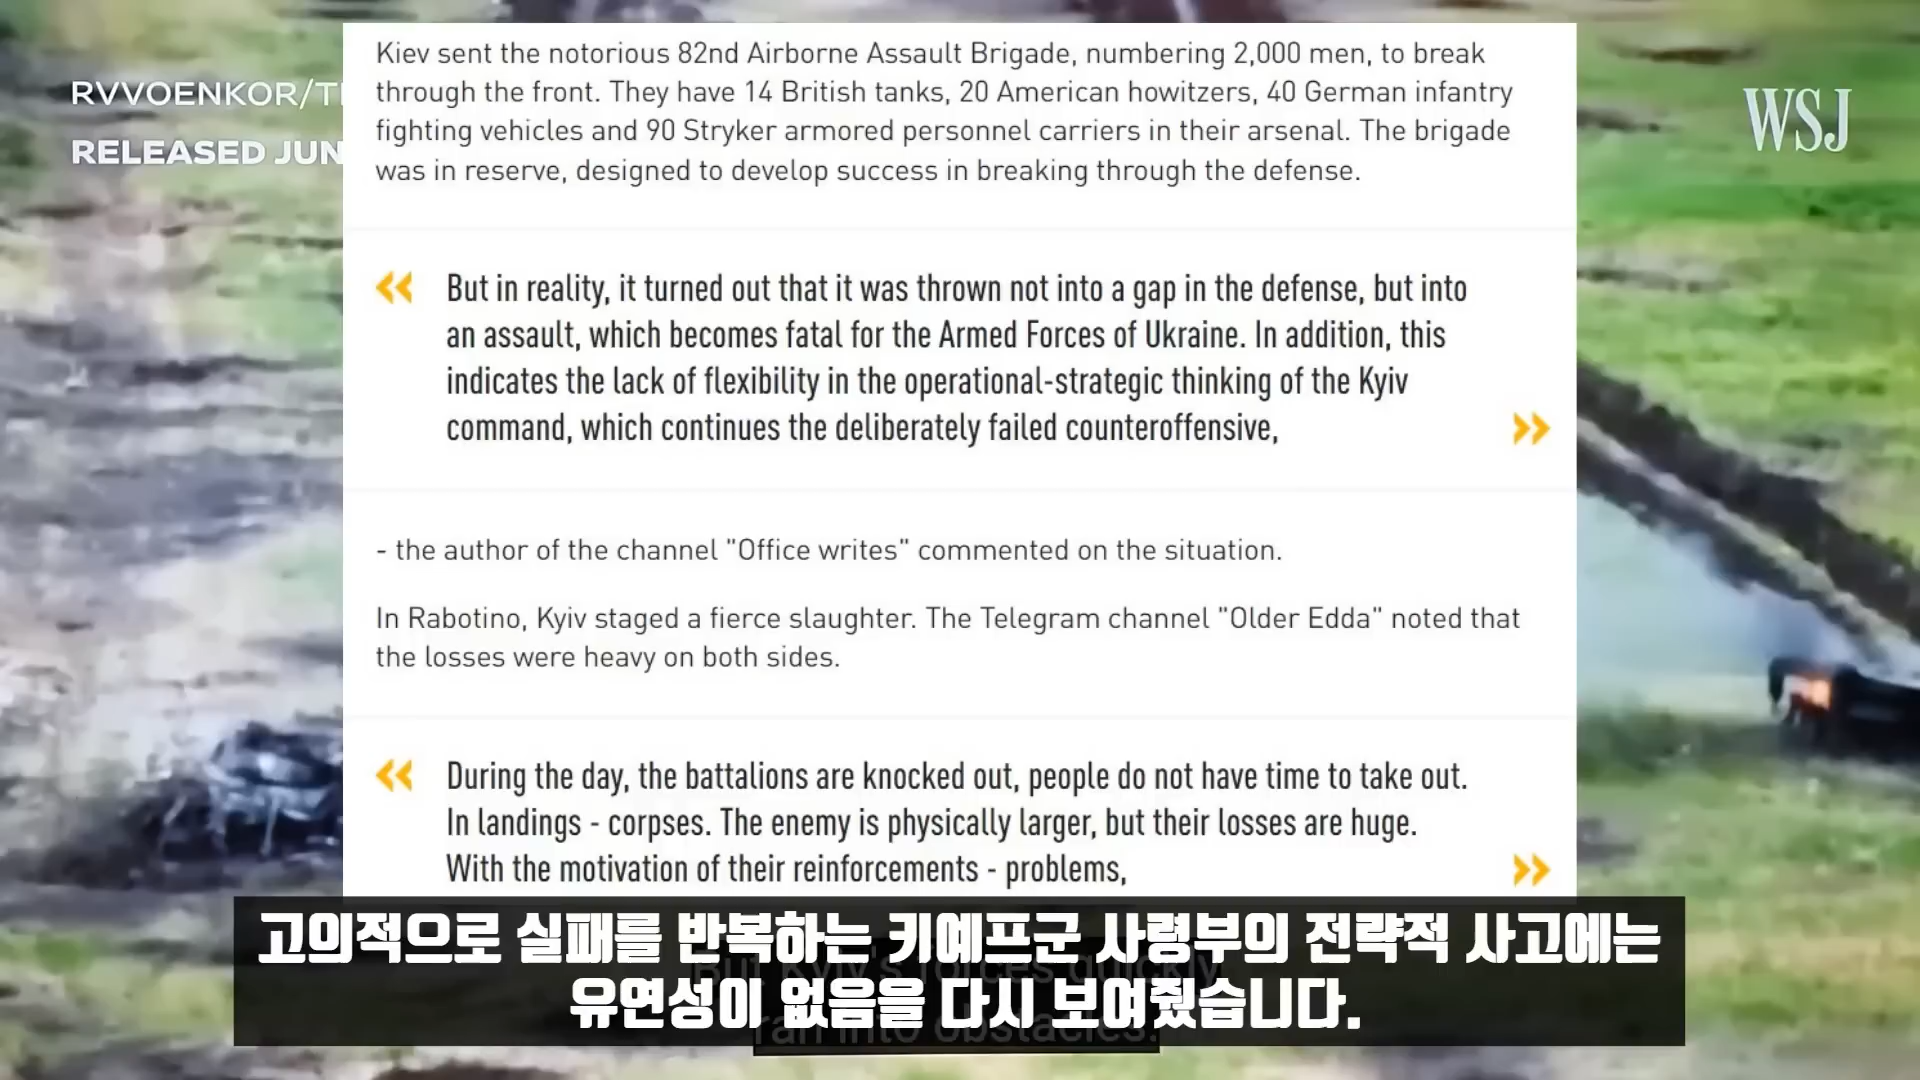 RVVOENKOR/TE
RELEASED JUN
WSJ
Kiev sent the notorious 82nd Airborne Assault Brigade, numbering 2,000 men, to break
through the front. They have 14 British tanks, 20 American howitzers, 40 German infantry
fighting vehicles and 90 Stryker armored personnel carriers in their arsenal. The brigade
was in reserve, designed to develop success in breaking through the defense.
« But in reality, it turned out that it was thrown not into a gap in the defense, but into
an assault, which becomes fatal for the Armed Forces of Ukraine. In addition, this
indicates the lack of flexibility in the operational-strategic thinking of the Kyiv
command, which continues the deliberately failed counteroffensive, »
- the author of the channel "Office writes" commented on the situation.
In Rabotino, Kyiv staged a fierce slaughter. The Telegram channel "Older Edda" noted that
the losses were heavy on both sides.
« During the day, the battalions are knocked out, people do not have time to take out.
In landings - corpses. The enemy is physically larger, but their losses are huge.
With the motivation of their reinforcements - problems, »
고의적으로 실패를 반복하는 키예프군 사령부의 전략적 사고에는
유연성이 없음을 다시 보여줬습니다.
But Kyiv's forces quickly
ran into obstacles.